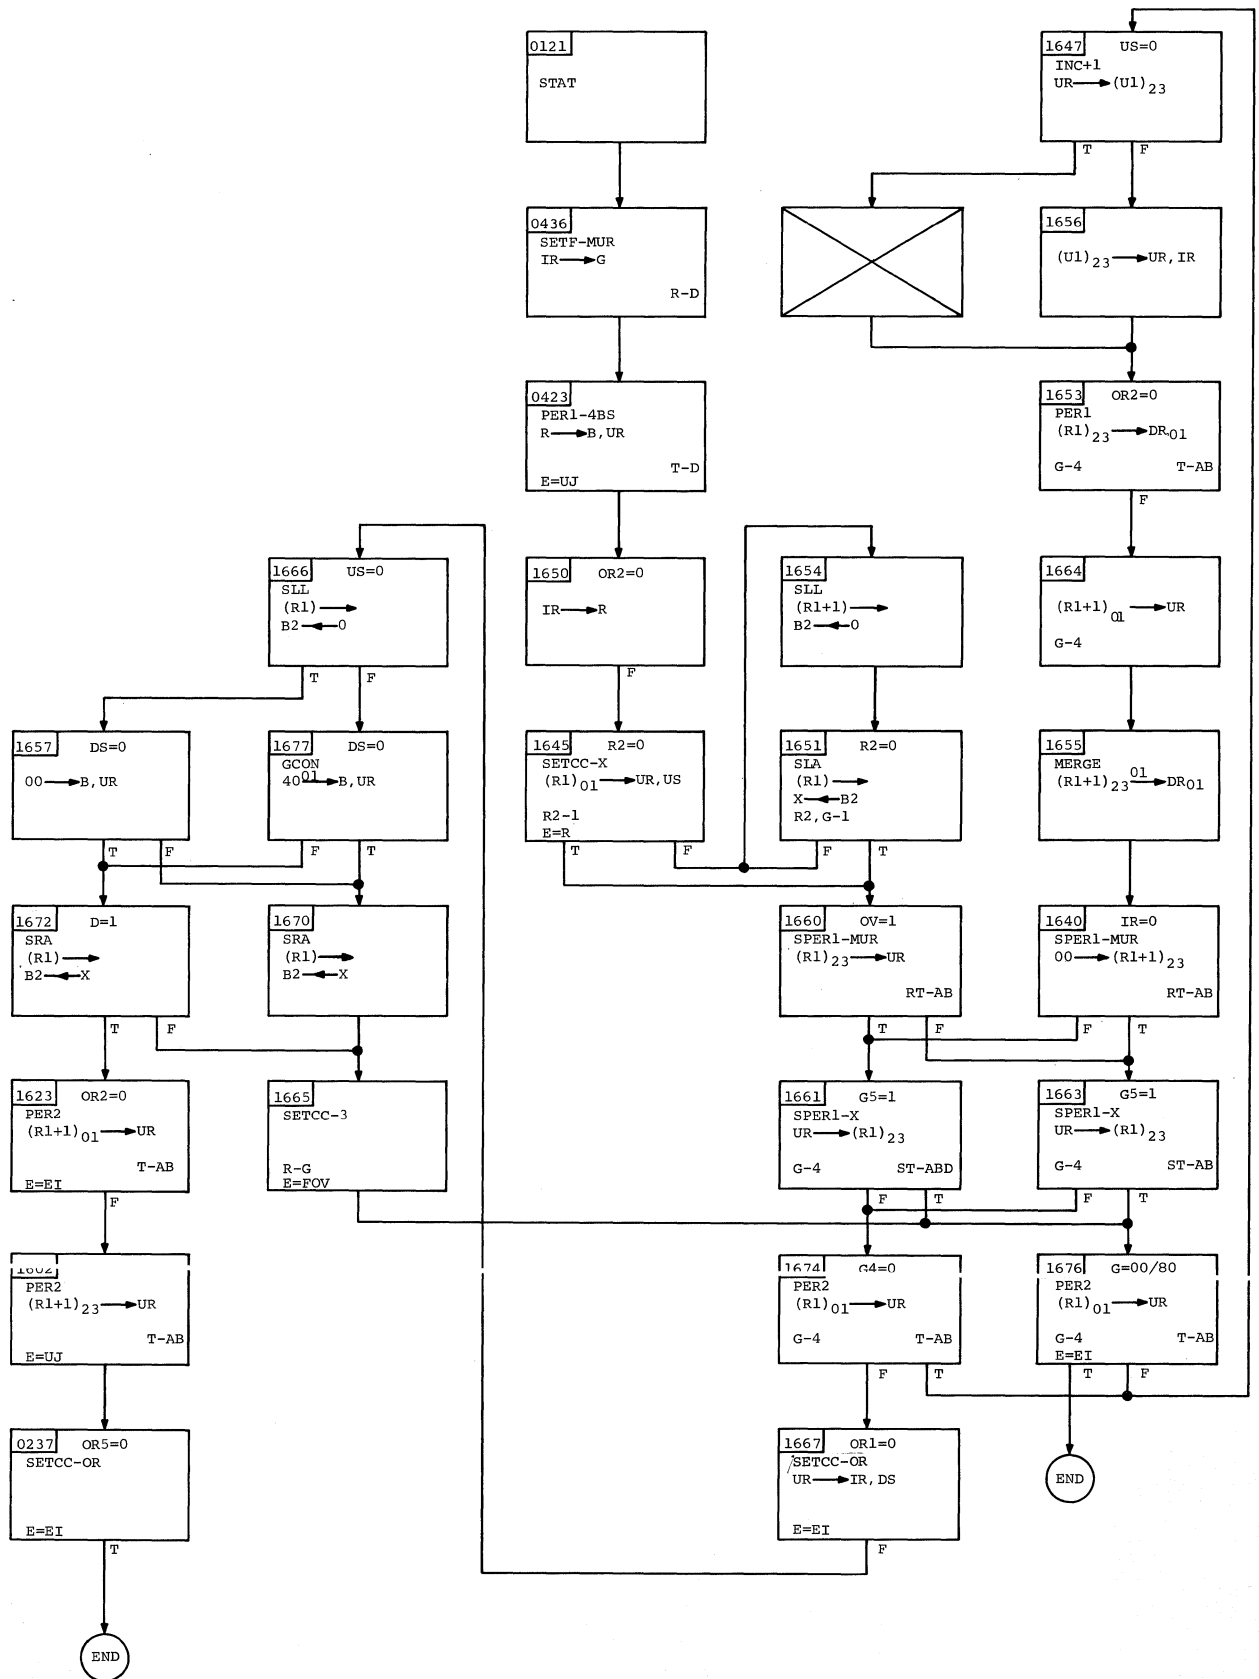 0121
STAT
0436
SETF-MUR
IR→G
R-D
0423
PER1-4BS
R→B,UR
T-D
E=UJ
1650 OR2=0
IR→R
F
1645 R2=0
SETCC-X
(R1)01→UR,US
R2-1
E=R
T F
1647 US=0
INC+1
UR→(U1)23
T F
1656
(U1)23→UR,IR
1653 OR2=0
PER1
(R1)23→DR01
G-4 T-AB
F
1664
(R1+1)01→UR
G-4
1655
MERGE
(R1+1)23 01→DR01
1640 IR=0
SPER1-MUR
00→(R1+1)23
RT-AB
F T
1663 G5=1
SPER1-X
UR→(R1)23
G-4 ST-AB
F T
1676 G=00/80
PER2
(R1)01→UR
G-4 T-AB
E=EI
T F
END
1654
SLL
(R1+1)→
B2←0
1651 R2=0
SLA
(R1)→
X←B2
R2,G-1
F T
1660 OV=1
SPER1-MUR
(R1)23→UR
RT-AB
T F
1661 G5=1
SPER1-X
UR→(R1)23
G-4 ST-ABD
F T
1674 G4=0
PER2
(R1)01→UR
G-4 T-AB
F T
1667 OR1=0
SETCC-OR
UR→IR,DS
E=EI
F
1666 US=0
SLL
(R1)→
B2←0
T F
1657 DS=0
00→B,UR
T F
1677 DS=0
GCON
40 01→B,UR
F T
1672 D=1
SRA
(R1)→
B2←X
T F
1670
SRA
(R1)→
B2←X
1623 OR2=0
PER2
(R1+1)01→UR
T-AB
E=EI
F
1665
SETCC-3
R-G
E=FOV
1602
PER2
(R1+1)23→UR
T-AB
E=UJ
0237 OR5=0
SETCC-OR
E=EI
T
END